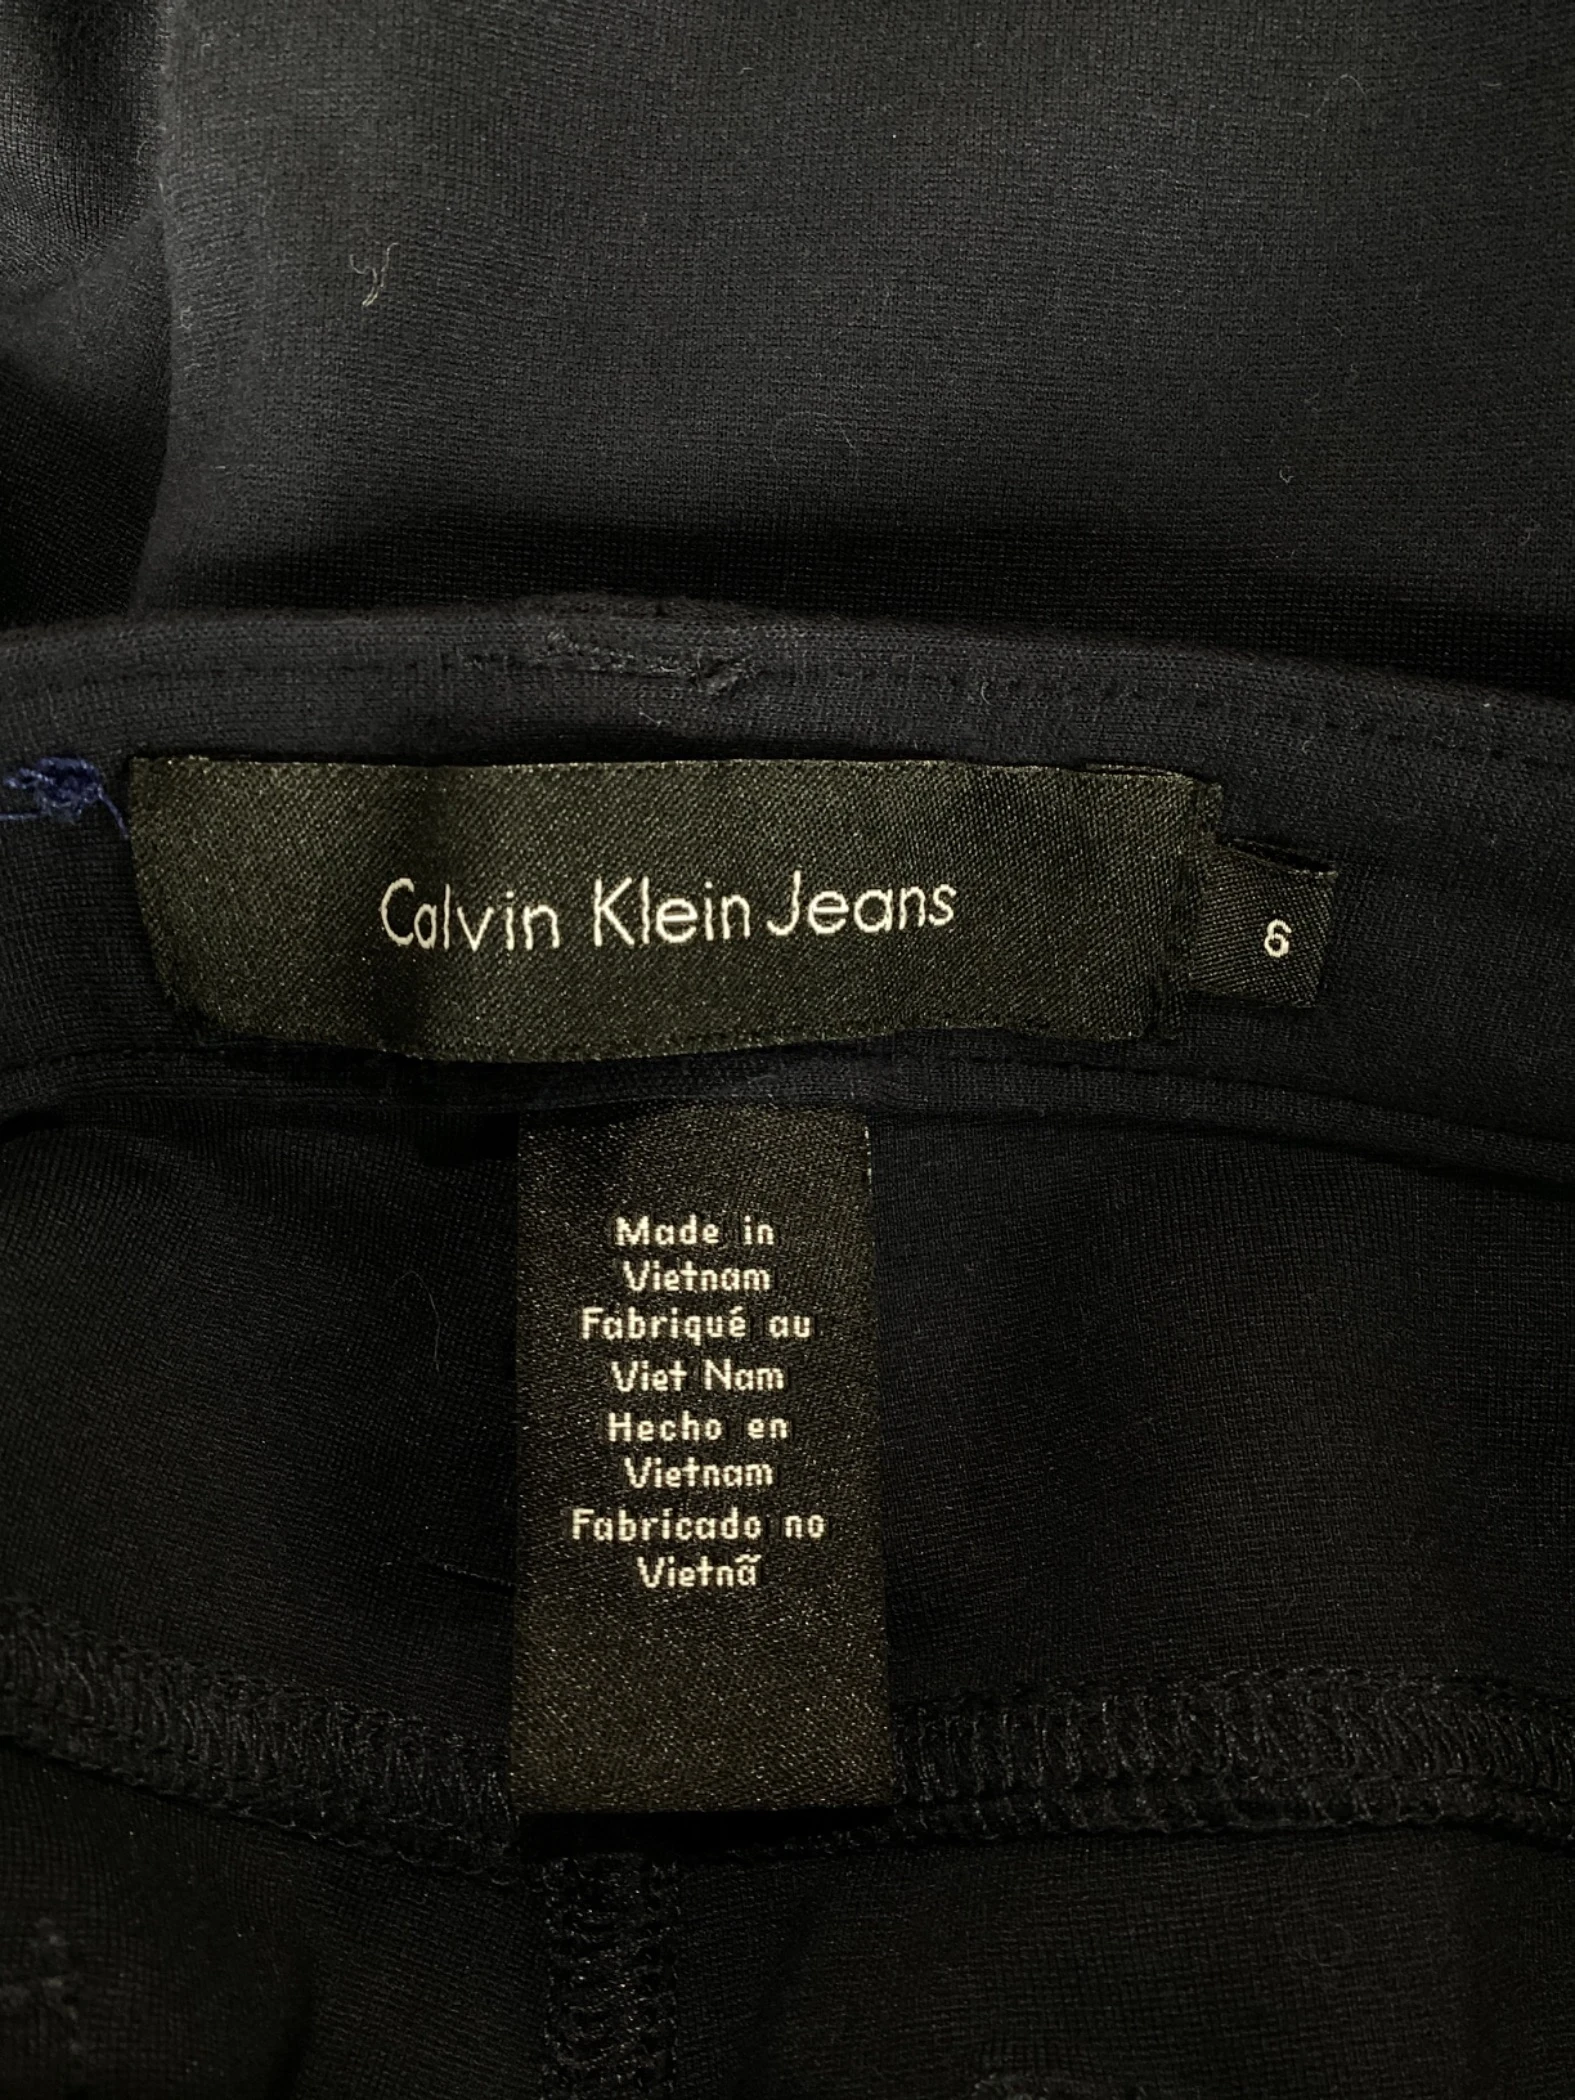 Calvin Klein Jeans
6
Made in
Vietnam
Fabriqué au
Viet Nam
Hecho en
Vietnam
Fabricado no
Vietnã